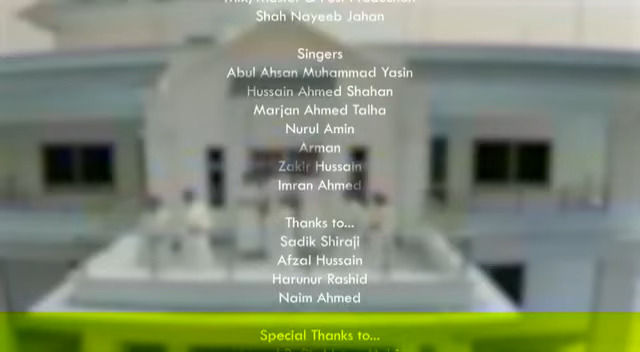 Shah Nayeeb Jahan
Singers
Abul Ahsan Muhammad Yasin
Hussain Ahmed Shahan
Marjan Ahmed Talha
Nurul Amin
Arman
Zakir Hussain
Imran Ahmed
Thanks to...
Sadik Shiraji
Afzal Hussain
Harunur Rashid
Naim Ahmed
Special Thanks to...